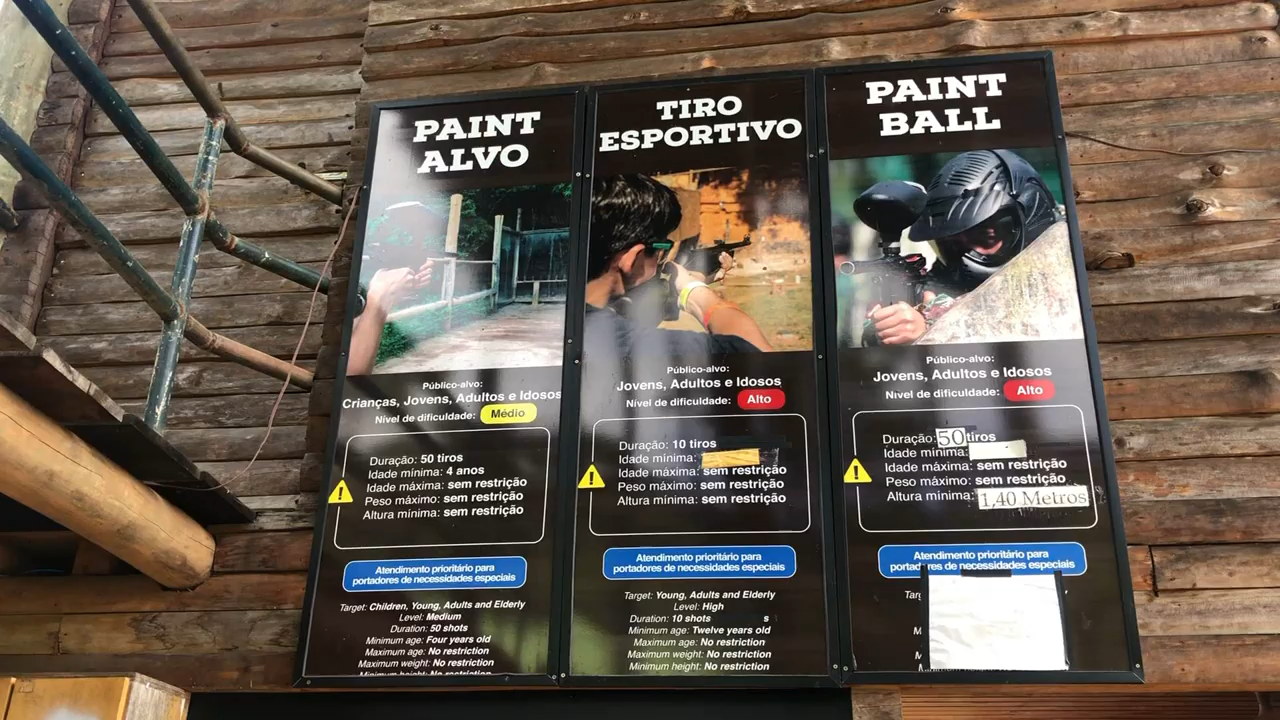 PAINT
ALVO
Público-alvo:
Crianças, Jovens, Adultos e Idosos
Nível de dificuldade: Médio
Duração: 50 tiros
Idade mínima: 4 anos
Idade máxima: sem restrição
Peso máximo: sem restrição
Altura mínima: sem restrição
Atendimento prioritário para
portadores de necessidades especiais
Target: Children, Young, Adults and Elderly
Level: Medium
Duration: 50 shots
Minimum age: Four years old
Maximum age: No restriction
Maximum weight: No restriction
TIRO
ESPORTIVO
Público-alvo:
Jovens, Adultos e Idosos
Nível de dificuldade: Alto
Duração: 10 tiros
Idade mínima:
Idade máxima: sem restrição
Peso máximo: sem restrição
Altura mínima: sem restrição
Atendimento prioritário para
portadores de necessidades especiais
Target: Young, Adults and Elderly
Level: High
Duration: 10 shots s
Minimum age: Twelve years old
Maximum age: No restriction
Maximum weight: No restriction
Minimum height: No restriction
PAINT
BALL
Público-alvo:
Jovens, Adultos e Idosos
Nível de dificuldade: Alto
Duração: 50 tiros
Idade mínima:
Idade máxima: sem restrição
Peso máximo: sem restrição
Altura mínima: 1,40 Metros
Atendimento prioritário para
portadores de necessidades especiais